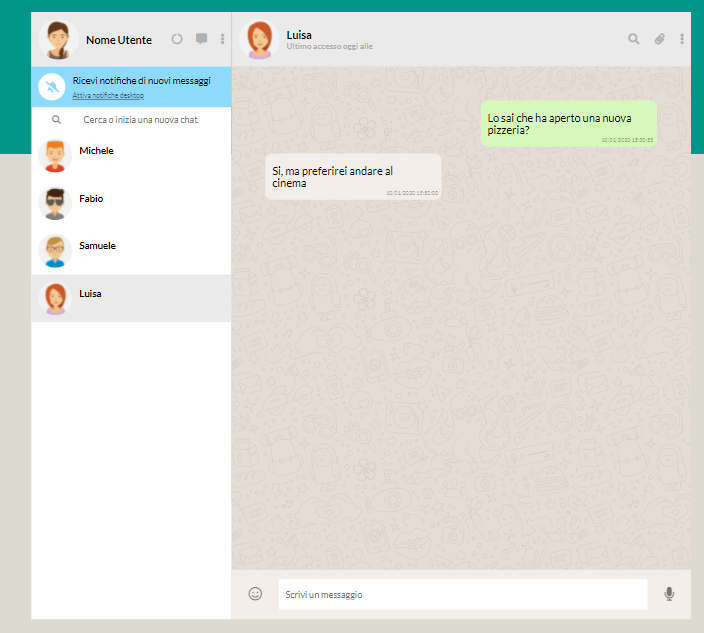 Nome Utente
Luisa
Ultimo accesso oggi alle
Ricevi notifiche di nuovi messaggi
Attiva notifiche desktop
Cerca o inizia una nuova chat
Michele
Fabio
Samuele
Luisa
Lo sai che ha aperto una nuova
pizzeria?
10/01/2020 15:30:55
Si, ma preferirei andare al
cinema
10/01/2020 15:50:00
Scrivi un messaggio